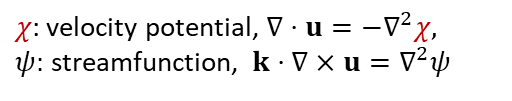 χ: velocity potential, ∇ · u = −∇²χ,
ψ: streamfunction, k · ∇ × u = ∇²ψ